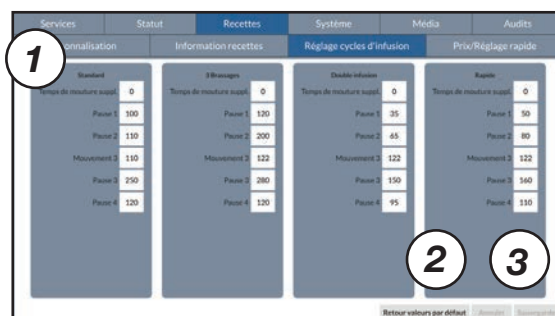 Services Statut Recettes Système Média Audits
1 onnalisation Information recettes Réglage cycles d'infusion Prix/Réglage rapide
Standard 3 Brassages Double infusion Rapide
Temps de mouture suppl. 0 Temps de mouture suppl. 0 Temps de mouture suppl. 0 Temps de mouture suppl. 0
Pause 1 100 Pause 1 120 Pause 1 35 Pause 1 50
Pause 2 110 Pause 2 200 Pause 2 65 Pause 2 80
Mouvement 3 110 Mouvement 3 122 Mouvement 3 122 Mouvement 3 122
Pause 3 250 Pause 3 280 Pause 3 150 Pause 3 160
Pause 4 120 Pause 4 120 Pause 4 95 Pause 4 110
2 3
Retour valeurs par défaut Annuler Sauvegarder